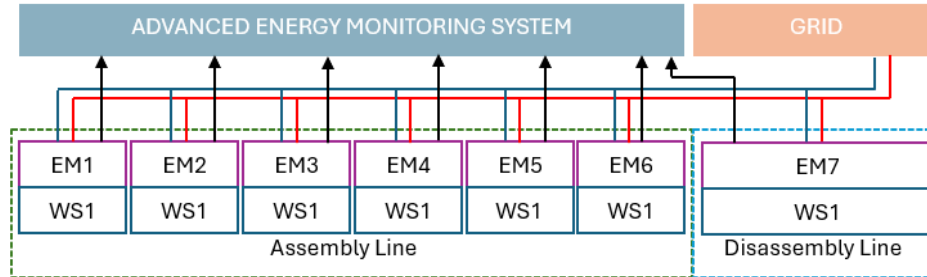 ADVANCED ENERGY MONITORING SYSTEM
GRID
EM1 EM2 EM3 EM4 EM5 EM6 EM7
WS1 WS1 WS1 WS1 WS1 WS1 WS1
Assembly Line
Disassembly Line